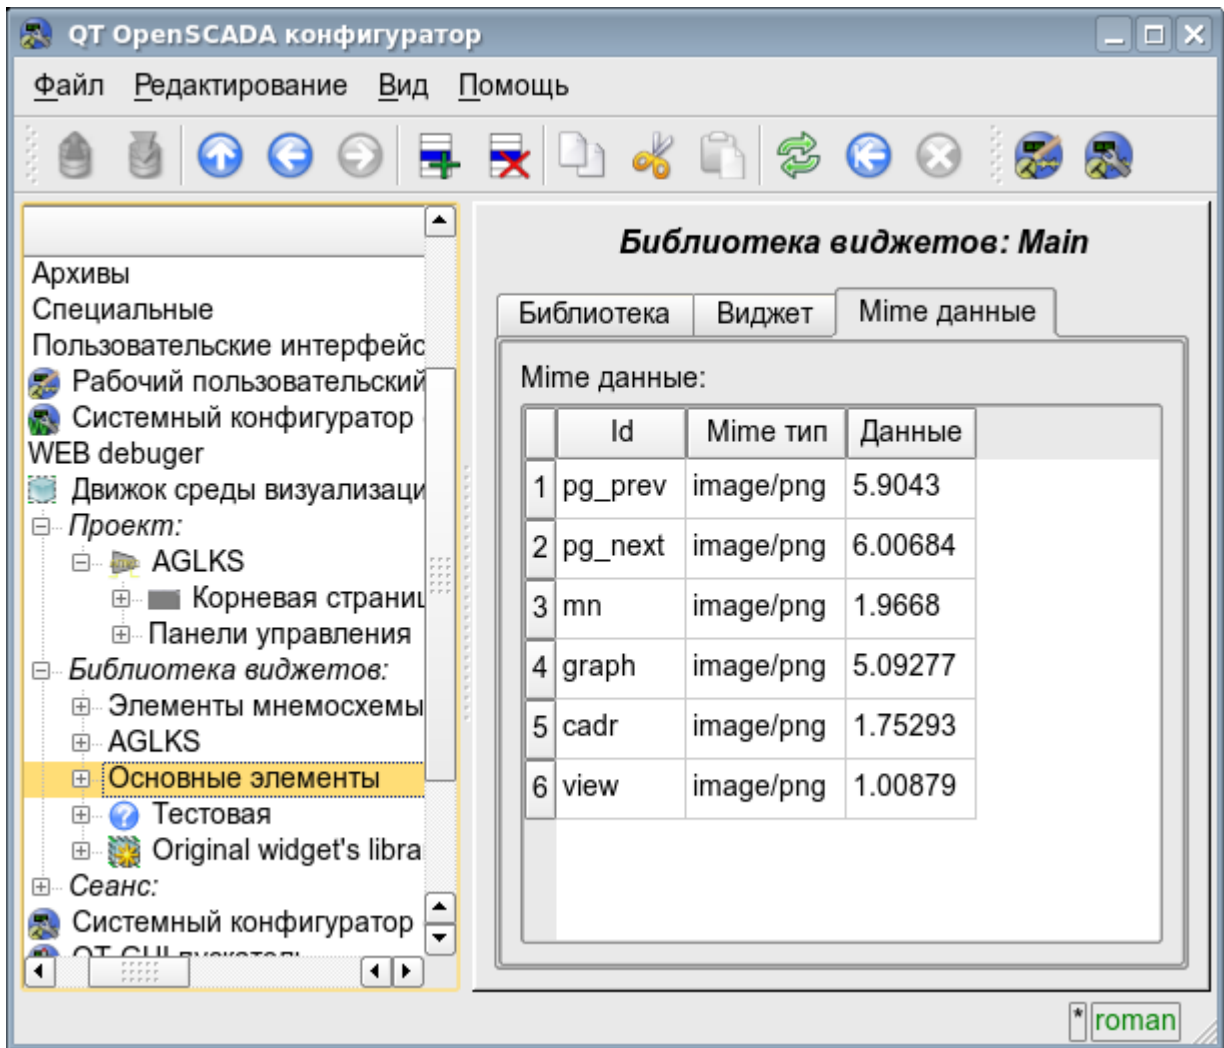 QT OpenSCADA конфигуратор
Файл Редактирование Вид Помощь
Архивы
Специальные
Пользовательские интерфейс
Рабочий пользовательский
Системный конфигуратор
WEB debuger
Движок среды визуализаци
Проект:
AGLKS
Корневая страниц
Панели управления
Библиотека виджетов:
Элементы мнемосхемы
AGLKS
Основные элементы
Тестовая
Original widget's libra
Сеанс:
Системный конфигуратор
QT GUI пускатель
Библиотека виджетов: Main
Библиотека Виджет Mime данные
Mime данные:
Id Mime тип Данные
1 pg_prev image/png 5.9043
2 pg_next image/png 6.00684
3 mn image/png 1.9668
4 graph image/png 5.09277
5 cadr image/png 1.75293
6 view image/png 1.00879
* roman